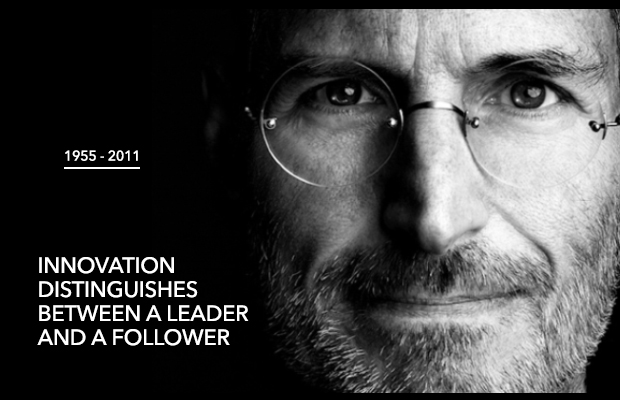 1955 - 2011
INNOVATION
DISTINGUISHES
BETWEEN A LEADER
AND A FOLLOWER